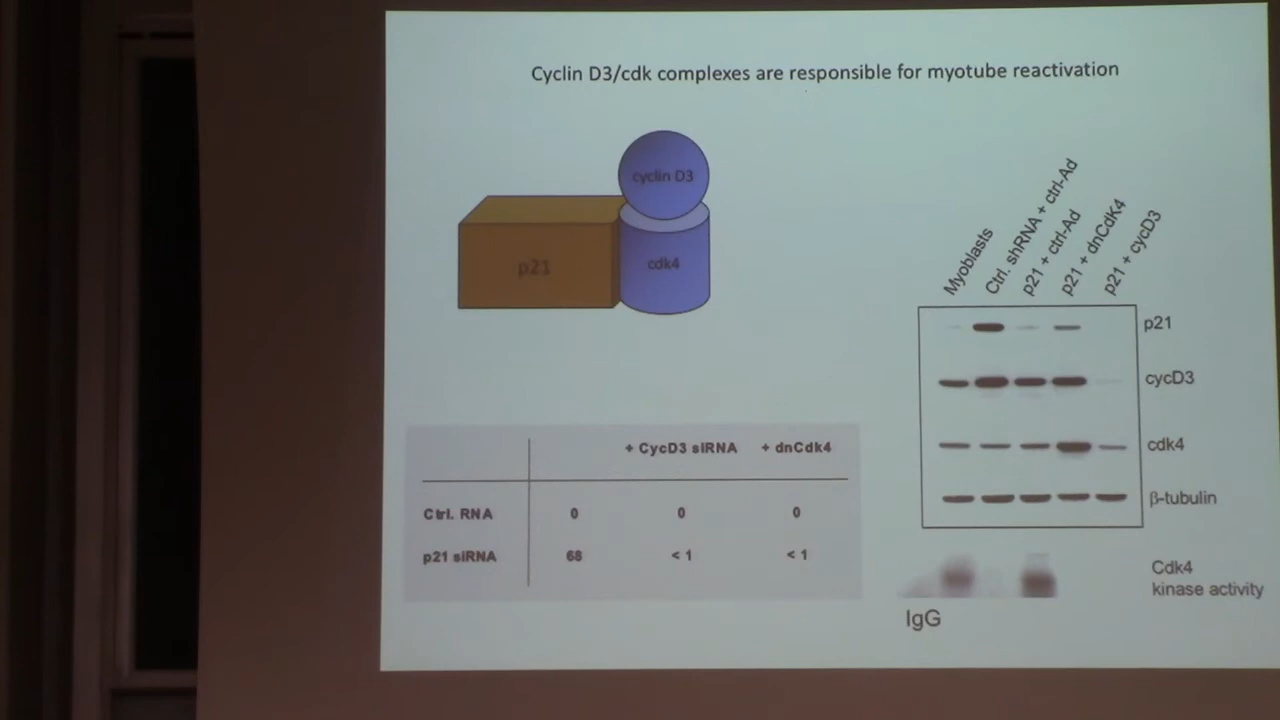 Cyclin D3/cdk complexes are responsible for myotube reactivation
cyclin D3
p21
cdk4
+ CycD3 siRNA + dnCdk4
Ctrl. RNA 0 0 0
p21 siRNA 68 < 1 < 1
Myoblasts
Ctrl. shRNA + ctrl-Ad
p21 + ctrl-Ad
p21 + dnCdK4
p21 + cycD3
p21
cycD3
cdk4
β-tubulin
Cdk4
kinase activity
IgG